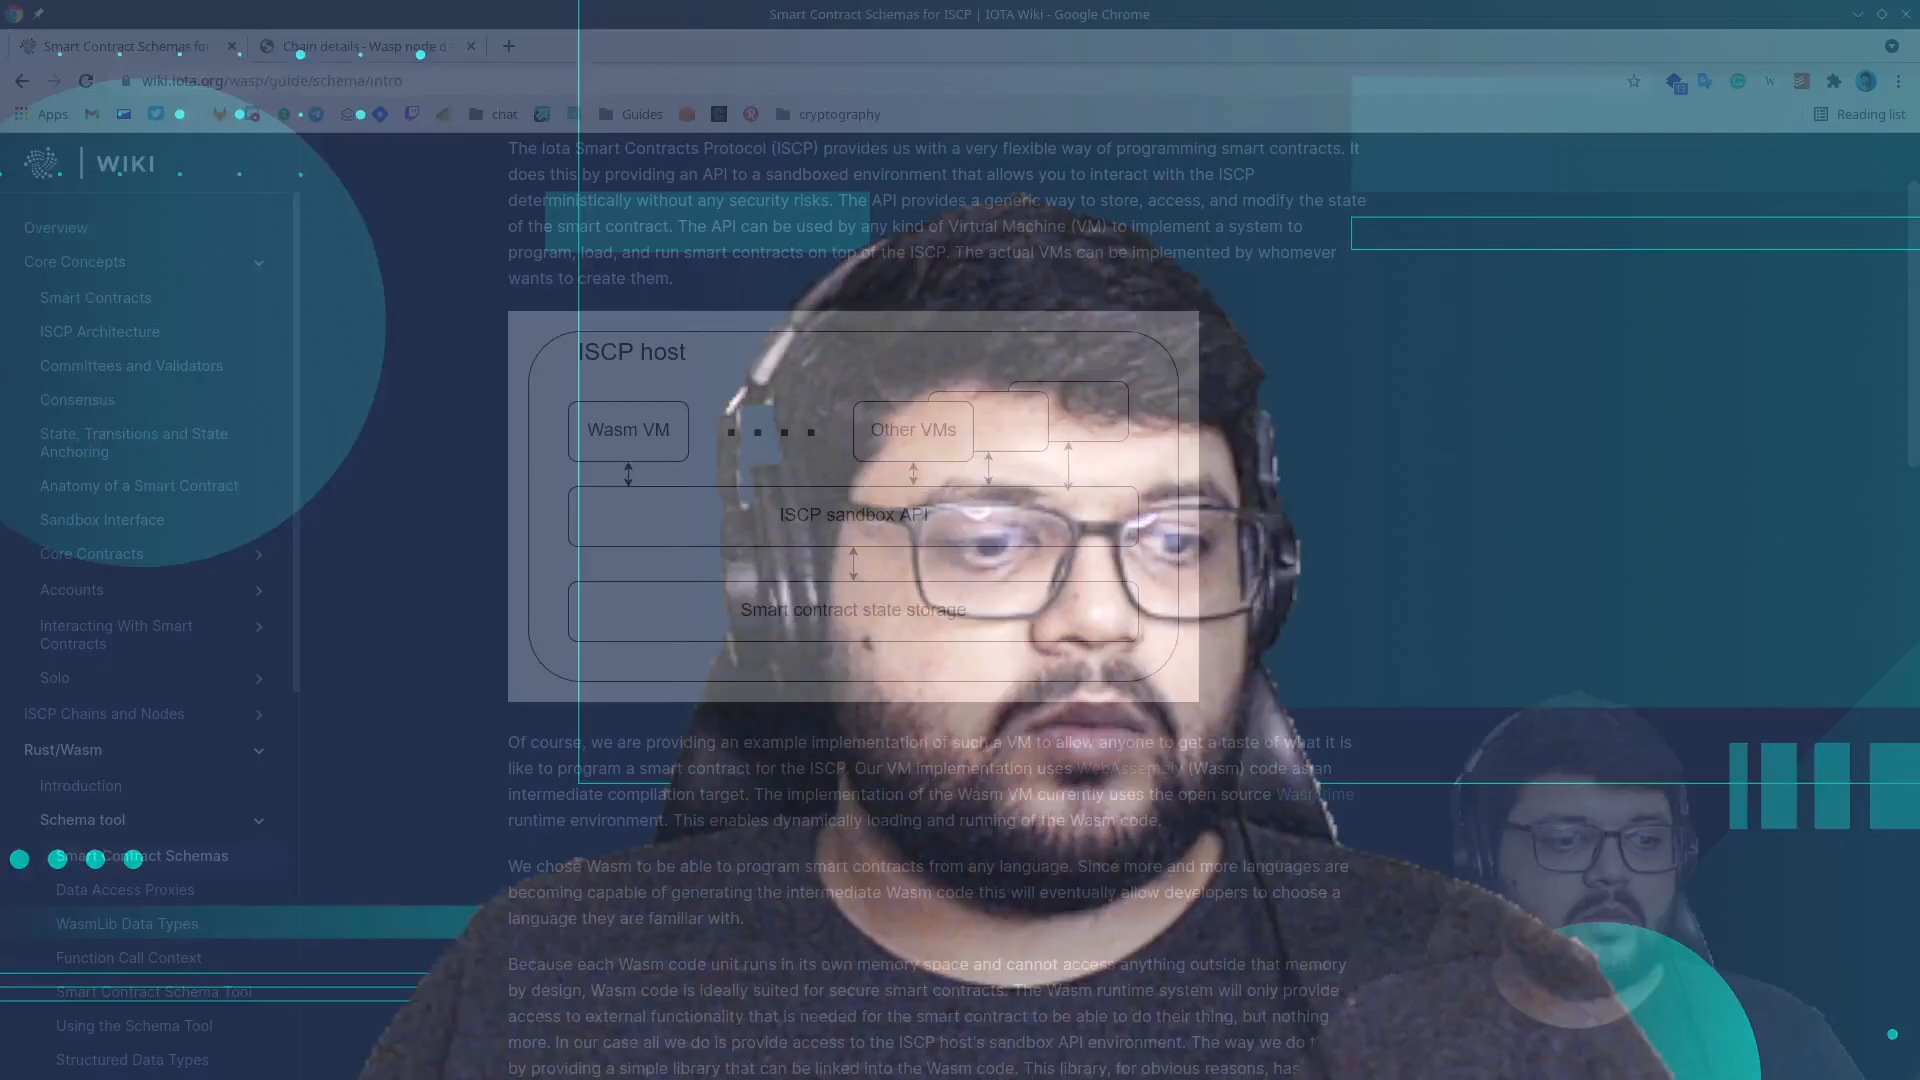 Smart Contract Schemas for ISCP | IOTA Wiki - Google Chrome
Smart Contract Schemas for
Chain details - Wasp node d
wiki.iota.org/wasp/guide/schema/intro
13
W
Apps
chat
Guides
cryptography
Reading list
WIKI
Overview
Core Concepts
Smart Contracts
ISCP Architecture
Committees and Validators
Consensus
State, Transitions and State
Anchoring
Anatomy of a Smart Contract
Sandbox Interface
Core Contracts
Accounts
Interacting With Smart
Contracts
Solo
ISCP Chains and Nodes
Rust/Wasm
Introduction
Schema tool
Smart Contract Schemas
Data Access Proxies
WasmLib Data Types
Function Call Context
Smart Contract Schema Tool
Using the Schema Tool
Structured Data Types
The Iota Smart Contracts Protocol (ISCP) provides us with a very flexible way of programming smart contracts. It
does this by providing an API to a sandboxed environment that allows you to interact with the ISCP
deterministically without any security risks. The API provides a generic way to store, access, and modify the state
of the smart contract. The API can be used by any kind of Virtual Machine (VM) to implement a system to
program, load, and run smart contracts on top of the ISCP. The actual VMs can be implemented by whomever
wants to create them.
ISCP host
Wasm VM
Other VMs
ISCP sandbox API
Smart contract state storage
Of course, we are providing an example implementation of such a VM to allow anyone to get a taste of what it is
like to program a smart contract for the ISCP. Our VM implementation uses WebAssembly (Wasm) code as an
intermediate compilation target. The implementation of the Wasm VM currently uses the open source Wasmtime
runtime environment. This enables dynamically loading and running of the Wasm code.
We chose Wasm to be able to program smart contracts from any language. Since more and more languages are
becoming capable of generating the intermediate Wasm code this will eventually allow developers to choose a
language they are familiar with.
Because each Wasm code unit runs in its own memory space and cannot access anything outside that memory
by design, Wasm code is ideally suited for secure smart contracts. The Wasm runtime system will only provide
access to external functionality that is needed for the smart contract to be able to do their thing, but nothing
more. In our case all we do is provide access to the ISCP host's sandbox API environment. The way we do
by providing a simple library that can be linked into the Wasm code. This library, for obvious reasons, has